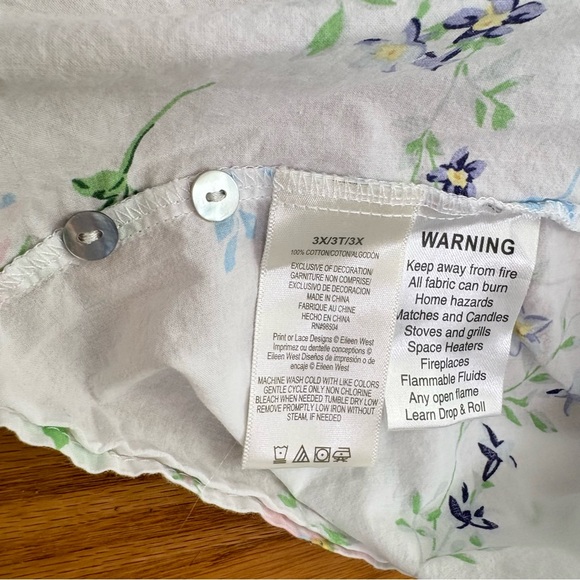 3X/3T/3X
100% COTTON/COTON/ALGODÓN
EXCLUSIVE OF DECORATION/
GARNITURE NON COMPRISE/
EXCLUSIVO DE DECORACIÓN
MADE IN CHINA
FABRIQUE AU CHINE
HECHO EN CHINA
RN#98504
Print or Lace Designs © Eileen West
Imprimez ou dentelle conceptions ©
Eileen West Diseños de impresión o de
encaje © Eileen West
MACHINE WASH COLD WITH LIKE COLORS
GENTLE CYCLE ONLY NON CHLORINE
BLEACH WHEN NEEDED TUMBLE DRY LOW
REMOVE PROMPTLY LOW IRON WITHOUT
STEAM, IF NEEDED
WARNING
Keep away from fire
All fabric can burn
Home hazards
Matches and Candles
Stoves and grills
Space Heaters
Fireplaces
Flammable Fluids
Any open flame
Learn Drop & Roll